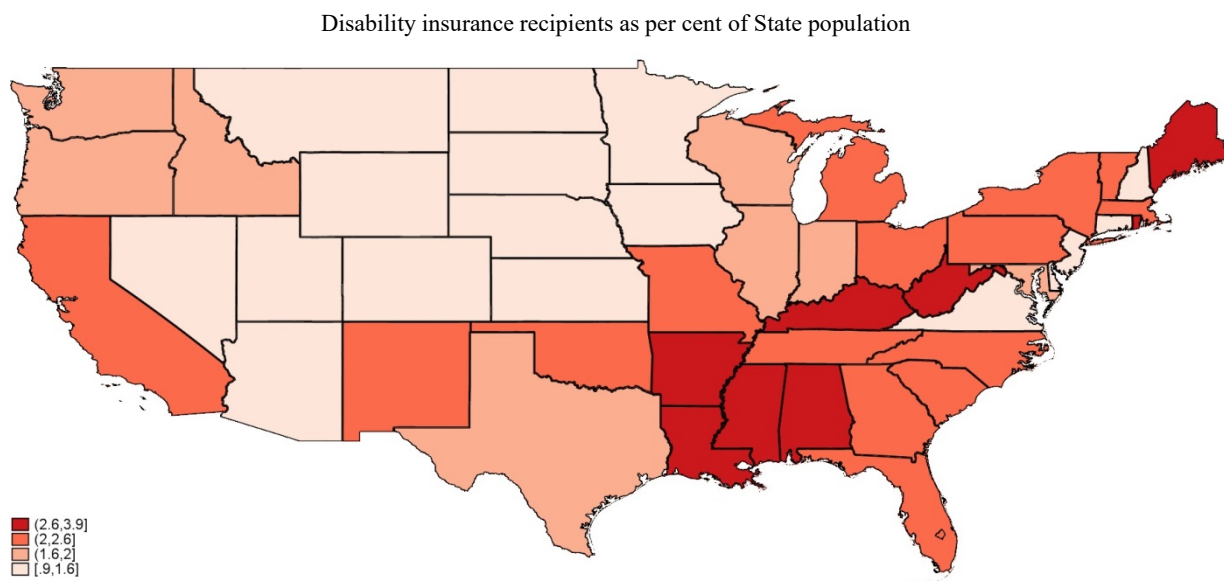 Disability insurance recipients as per cent of State population
(2.6,3.9]
(2,2.6]
(1.6,2]
[.9,1.6]